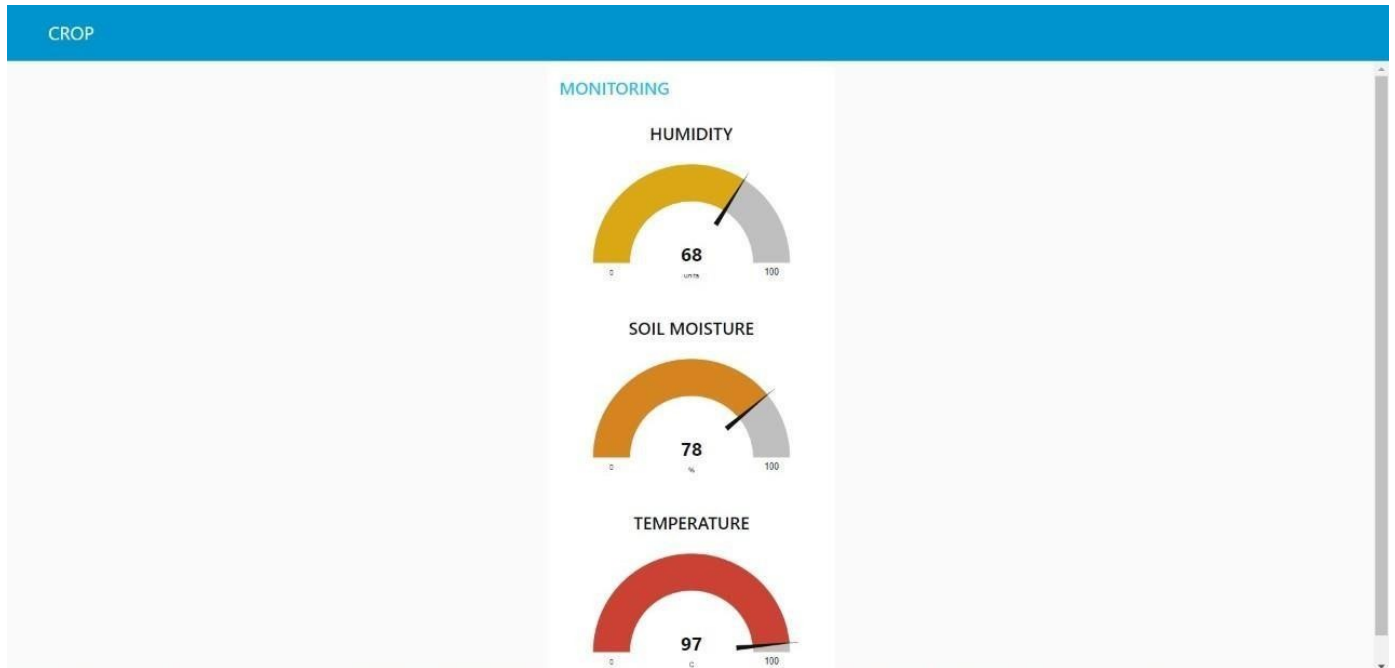 CROP
MONITORING
HUMIDITY
68
0 units 100
SOIL MOISTURE
78
0 % 100
TEMPERATURE
97
0 C 100